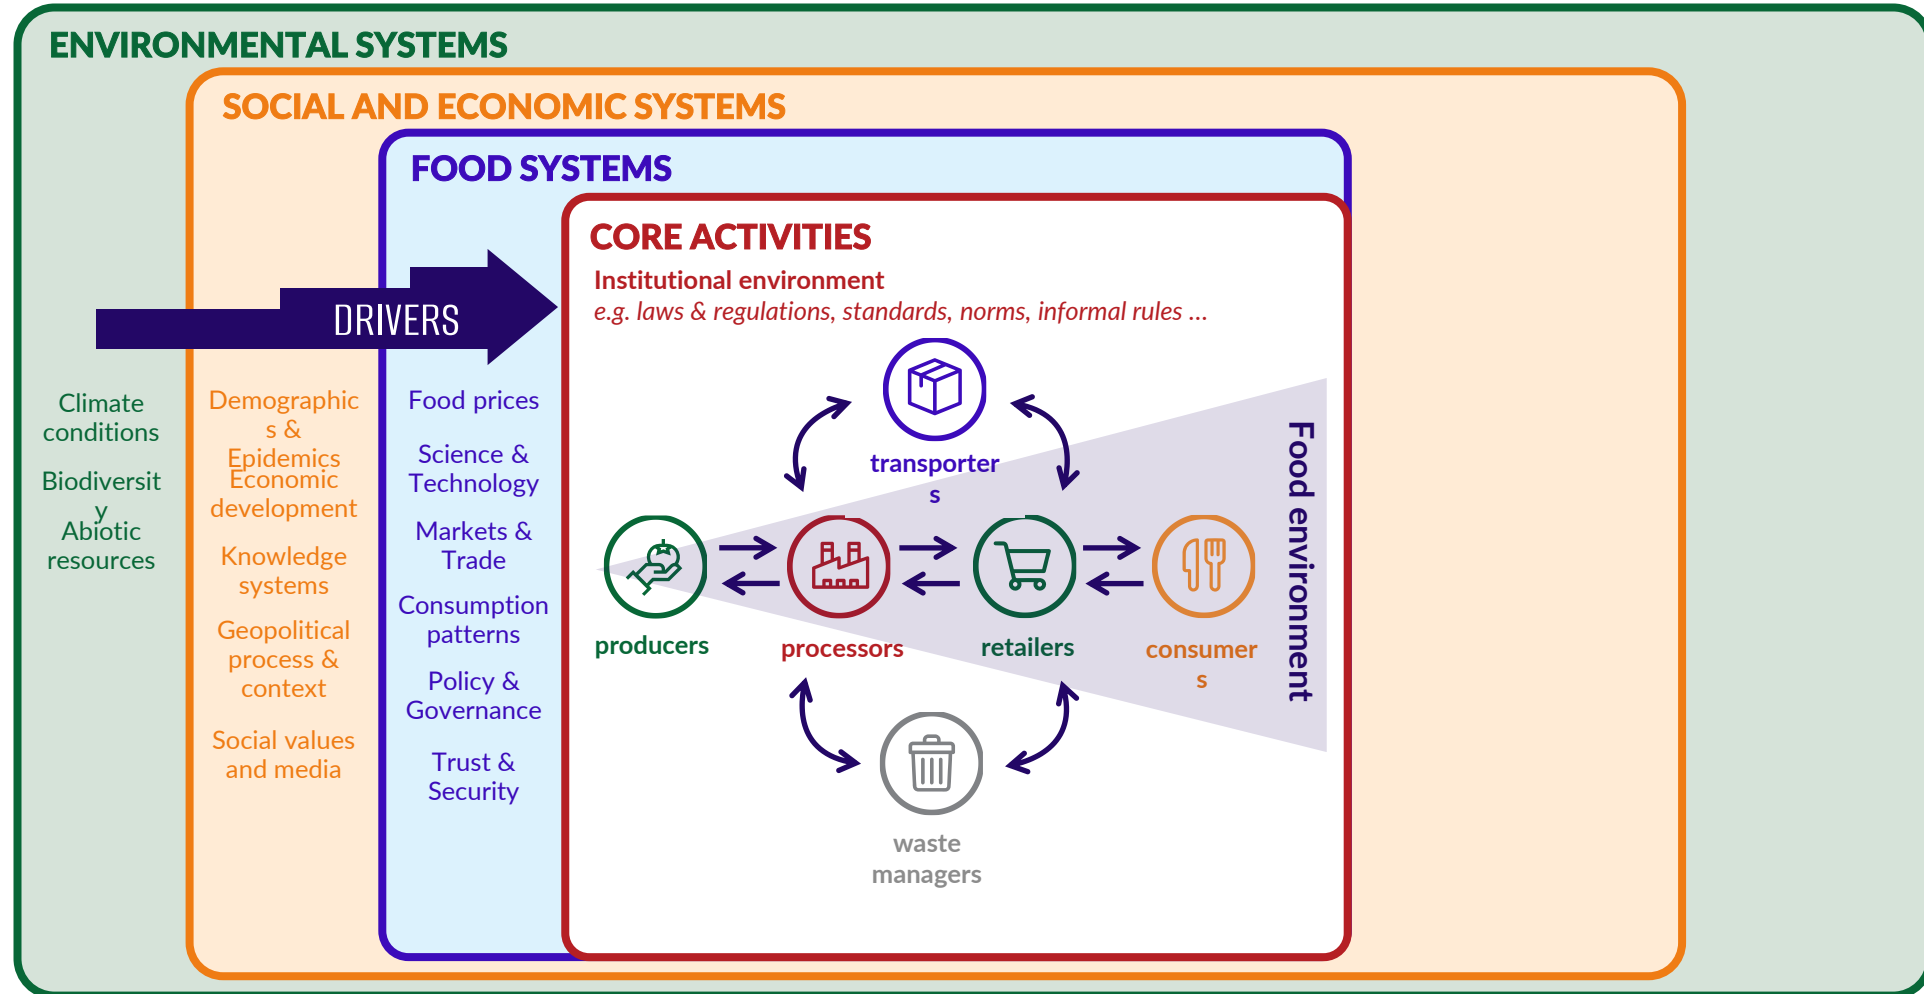 ENVIRONMENTAL SYSTEMS
SOCIAL AND ECONOMIC SYSTEMS
FOOD SYSTEMS
CORE ACTIVITIES
Institutional environment
e.g. laws & regulations, standards, norms, informal rules ...
DRIVERS
Climate
conditions
Biodiversit
y
Abiotic
resources
Demographic
s &
Epidemics
Economic
development
Knowledge
systems
Geopolitical
process &
context
Social values
and media
Food prices
Science &
Technology
Markets &
Trade
Consumption
patterns
Policy &
Governance
Trust &
Security
transporter
s
producers
processors
retailers
consumer
s
waste
managers
Food environment